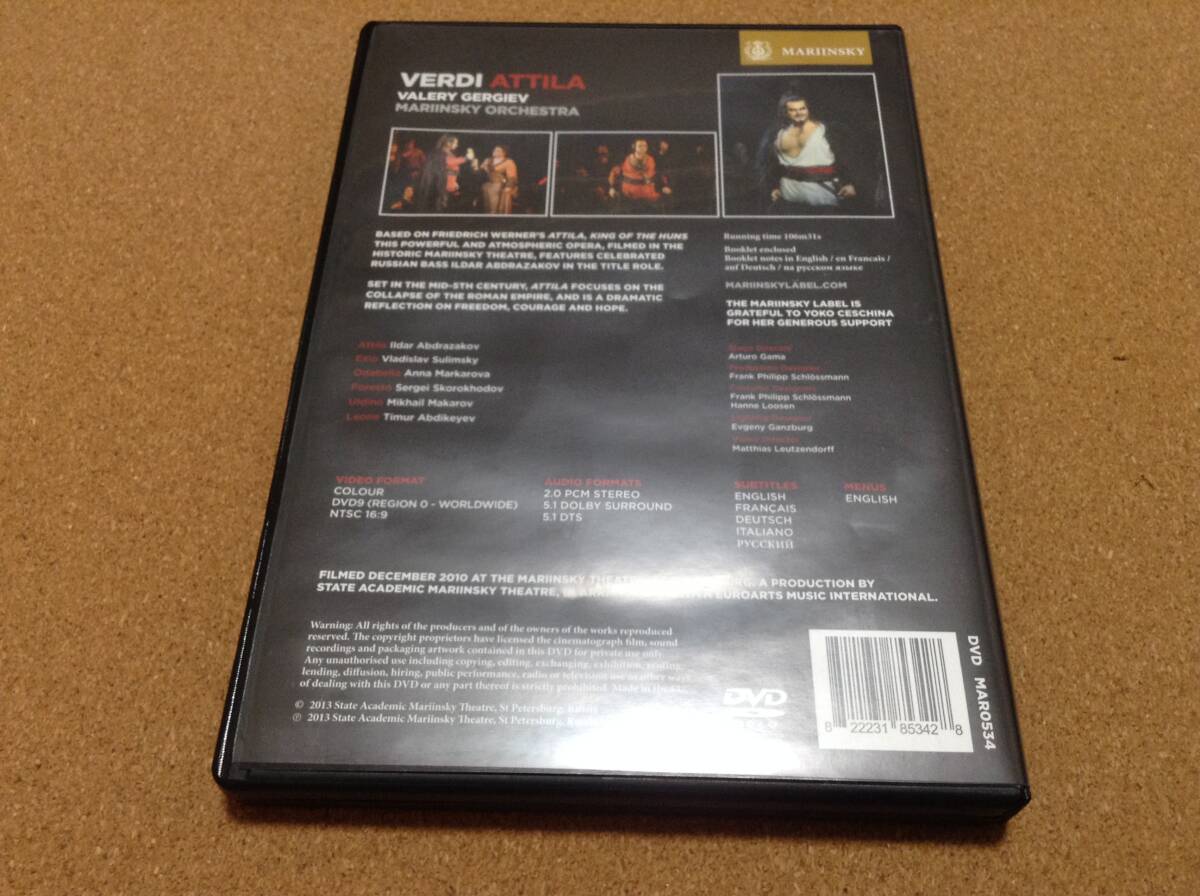 MARIINSKY
VERDI ATTILA
VALERY GERGIEV
MARIINSKY ORCHESTRA
BASED ON FRIEDRICH WERNER'S ATTILA, KING OF THE HUNS
THIS POWERFUL AND ATMOSPHERIC OPERA, FILMED IN THE
HISTORIC MARIINSKY THEATRE, FEATURES CELEBRATED
RUSSIAN BASS ILDAR ABDRAZAKOV IN THE TITLE ROLE.
SET IN THE MID-5TH CENTURY, ATTILA FOCUSES ON THE
COLLAPSE OF THE ROMAN EMPIRE, AND IS A DRAMATIC
REFLECTION ON FREEDOM, COURAGE AND HOPE.
Running time 106m31s
Booklet enclosed
Booklet notes in English / en Francais /
auf Deutsch / на русском языке
MARIINSKYLABEL.COM
THE MARIINSKY LABEL IS
GRATEFUL TO YOKO CESCHINA
FOR HER GENEROUS SUPPORT
Attila Ildar Abdrazakov
Ezio Vladislav Sulimsky
Odabella Anna Markarova
Foresto Sergei Skorokhodov
Uldino Mikhail Makarov
Leone Timur Abdikeyev
Stage Director
Arturo Gama
Production Designer
Frank Philipp Schlössmann
Costume Designers
Frank Philipp Schlössmann
Hanne Loosen
Lighting Designer
Evgeny Ganzburg
Video Director
Matthias Leutzendorff
VIDEO FORMAT
COLOUR
DVD9 (REGION 0 - WORLDWIDE)
NTSC 16:9
AUDIO FORMATS
2.0 PCM STEREO
5.1 DOLBY SURROUND
5.1 DTS
SUBTITLES
ENGLISH
FRANÇAIS
DEUTSCH
ITALIANO
РУССКИЙ
MENUS
ENGLISH
FILMED DECEMBER 2010 AT THE MARIINSKY A PRODUCTION BY
STATE ACADEMIC MARIINSKY THEATRE, EUROARTS MUSIC INTERNATIONAL.
Warning: All rights of the producers and of the owners of the works reproduced
reserved. The copyright proprietors have licensed the cinematograph film, sound
recordings and packaging artwork contained in this DVD for private use only.
Any unauthorised use including copying, editing, exchanging, exhibition, renting,
lending, diffusion, hiring, public performance, radio or television use or other ways
of dealing with this DVD or any part thereof is strictly prohibited. Made in the
© 2013 State Academic Mariinsky Theatre, St Petersburg, Russia
℗ 2013 State Academic Mariinsky Theatre, St Petersburg,
DVD
8 22231 85342 8
DVD MAR0534